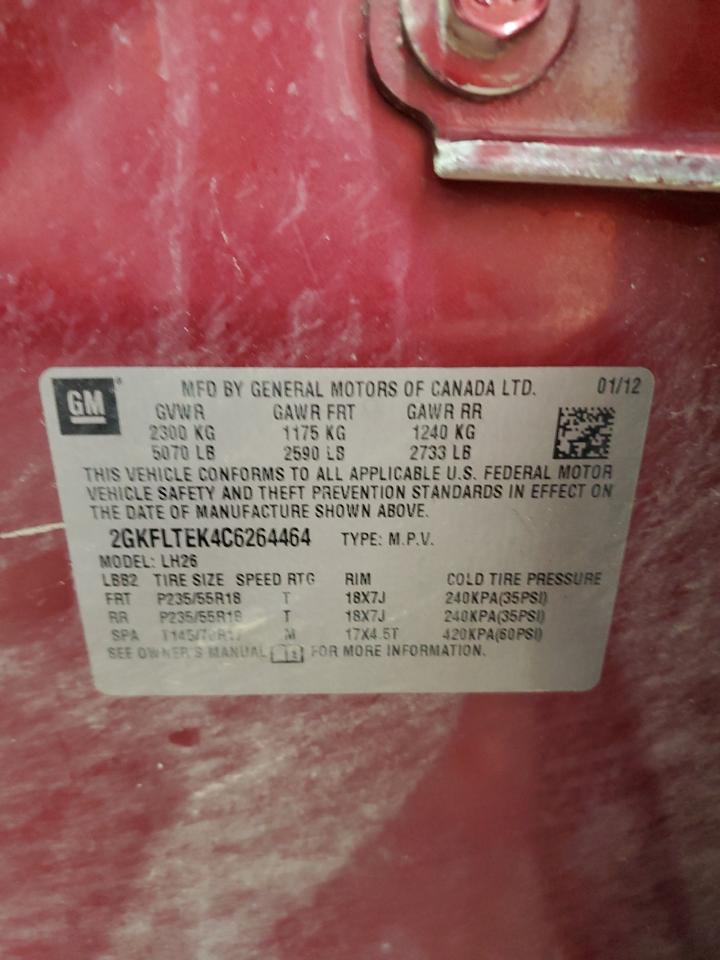 GM
MFD BY GENERAL MOTORS OF CANADA LTD. 01/12
GVWR GAWR FRT GAWR RR
2300 KG 1175 KG 1240 KG
5070 LB 2590 LB 2733 LB
THIS VEHICLE CONFORMS TO ALL APPLICABLE U.S. FEDERAL MOTOR
VEHICLE SAFETY AND THEFT PREVENTION STANDARDS IN EFFECT ON
THE DATE OF MANUFACTURE SHOWN ABOVE.
2GKFLTEK4C6264464 TYPE: M.P.V.
MODEL: LH26
LBB2 TIRE SIZE SPEED RTG RIM COLD TIRE PRESSURE
FRT P235/55R18 T 18X7J 240KPA(35PSI)
RR P235/55R18 T 18X7J 240KPA(35PSI)
SPA M 17X4.5T 420KPA(60PSI)
SEE OWNER'S MANUAL FOR MORE INFORMATION.